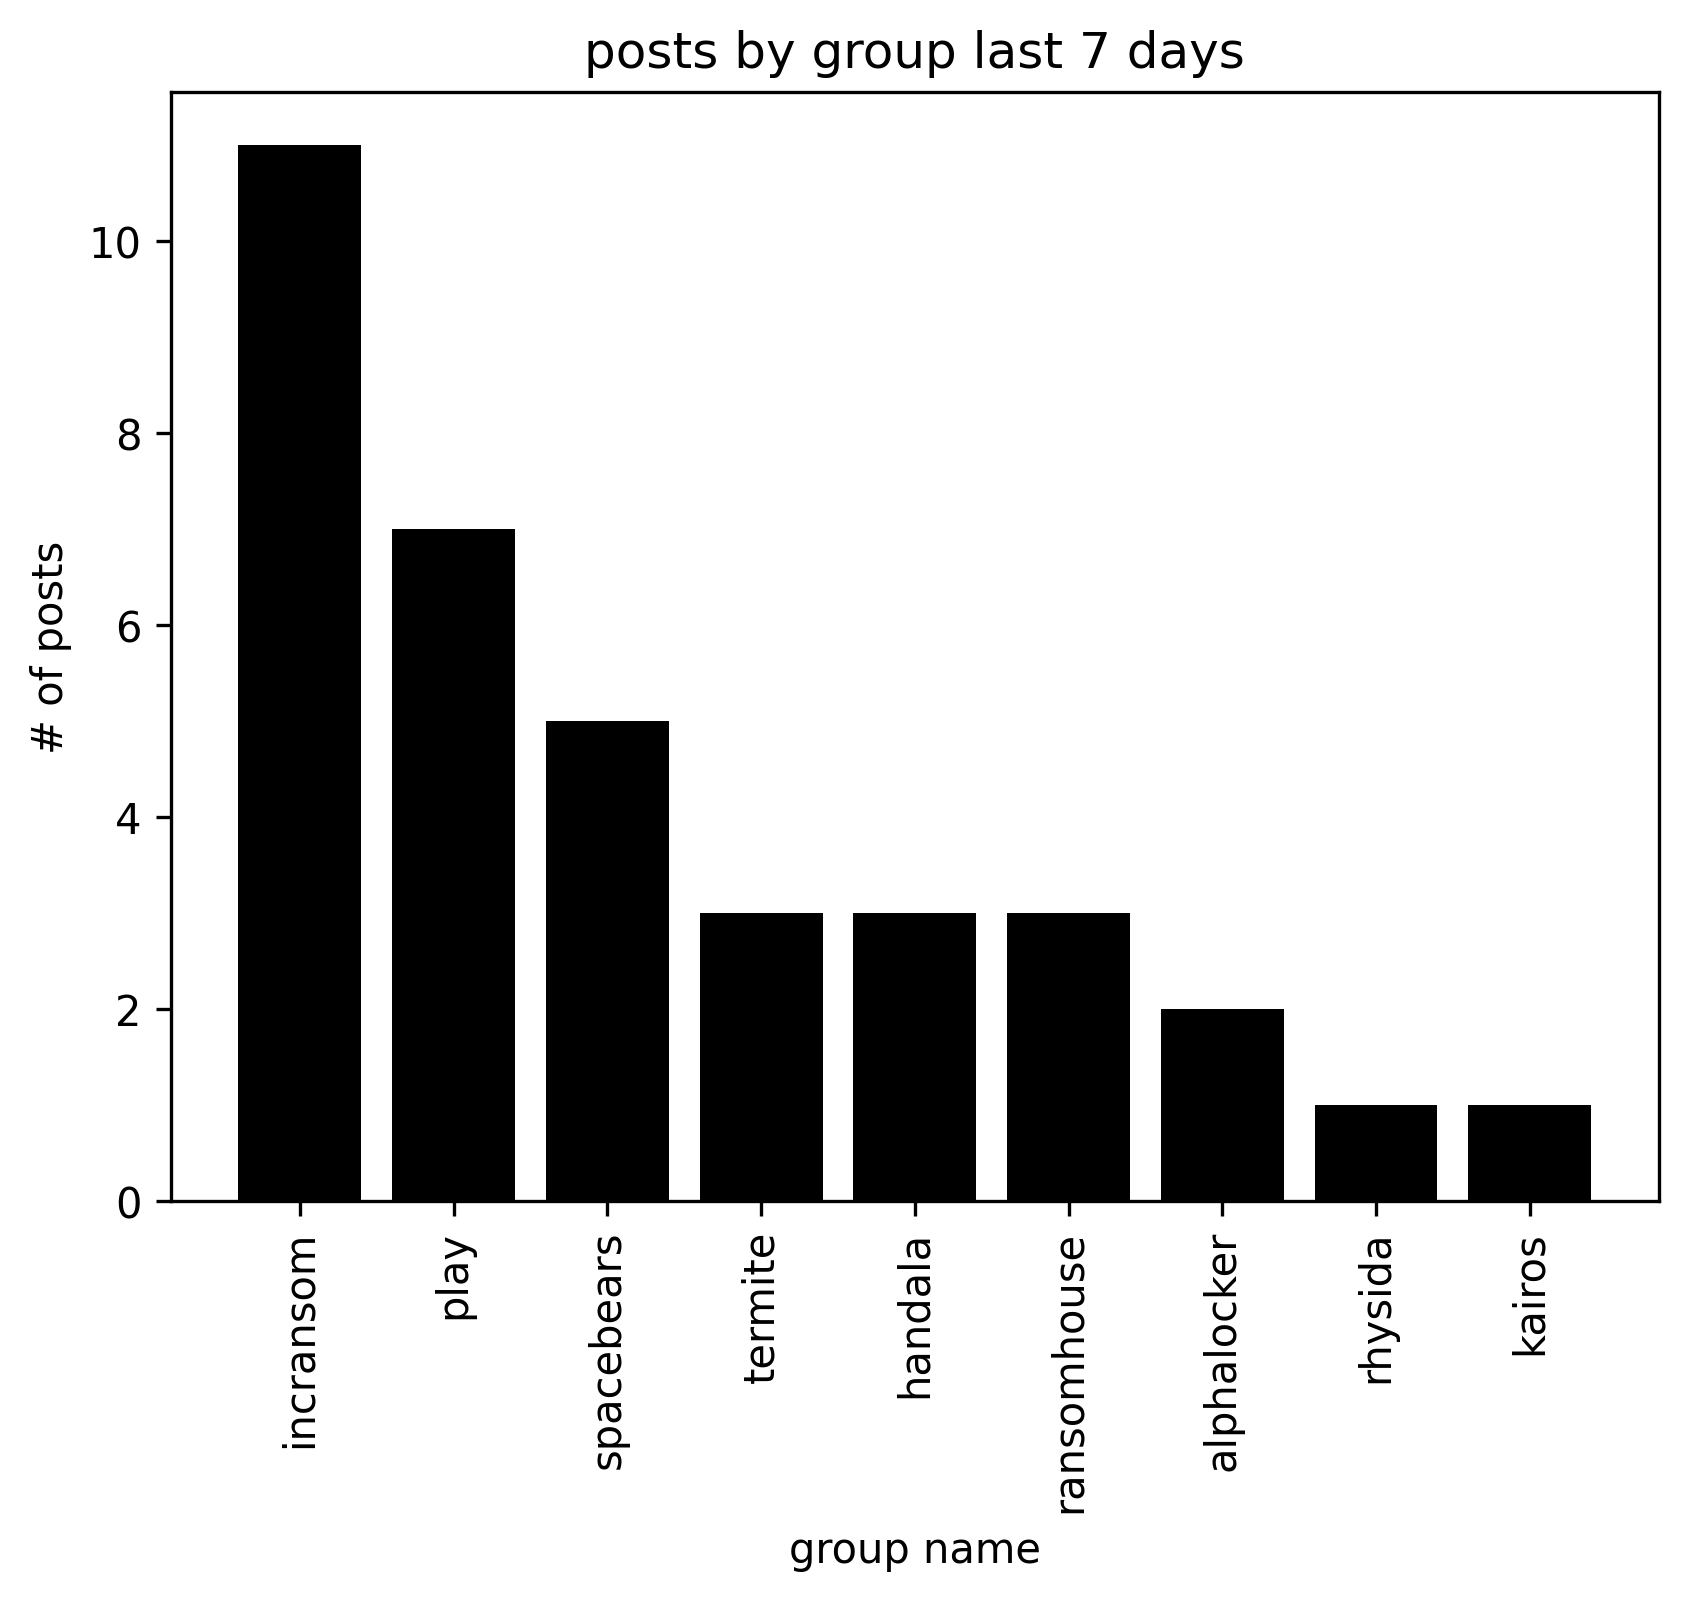 posts by group last 7 days
# of posts
10
8
6
4
2
0
incransom
play
spacebears
termite
handala
ransomhouse
alphalocker
rhysida
kairos
group name